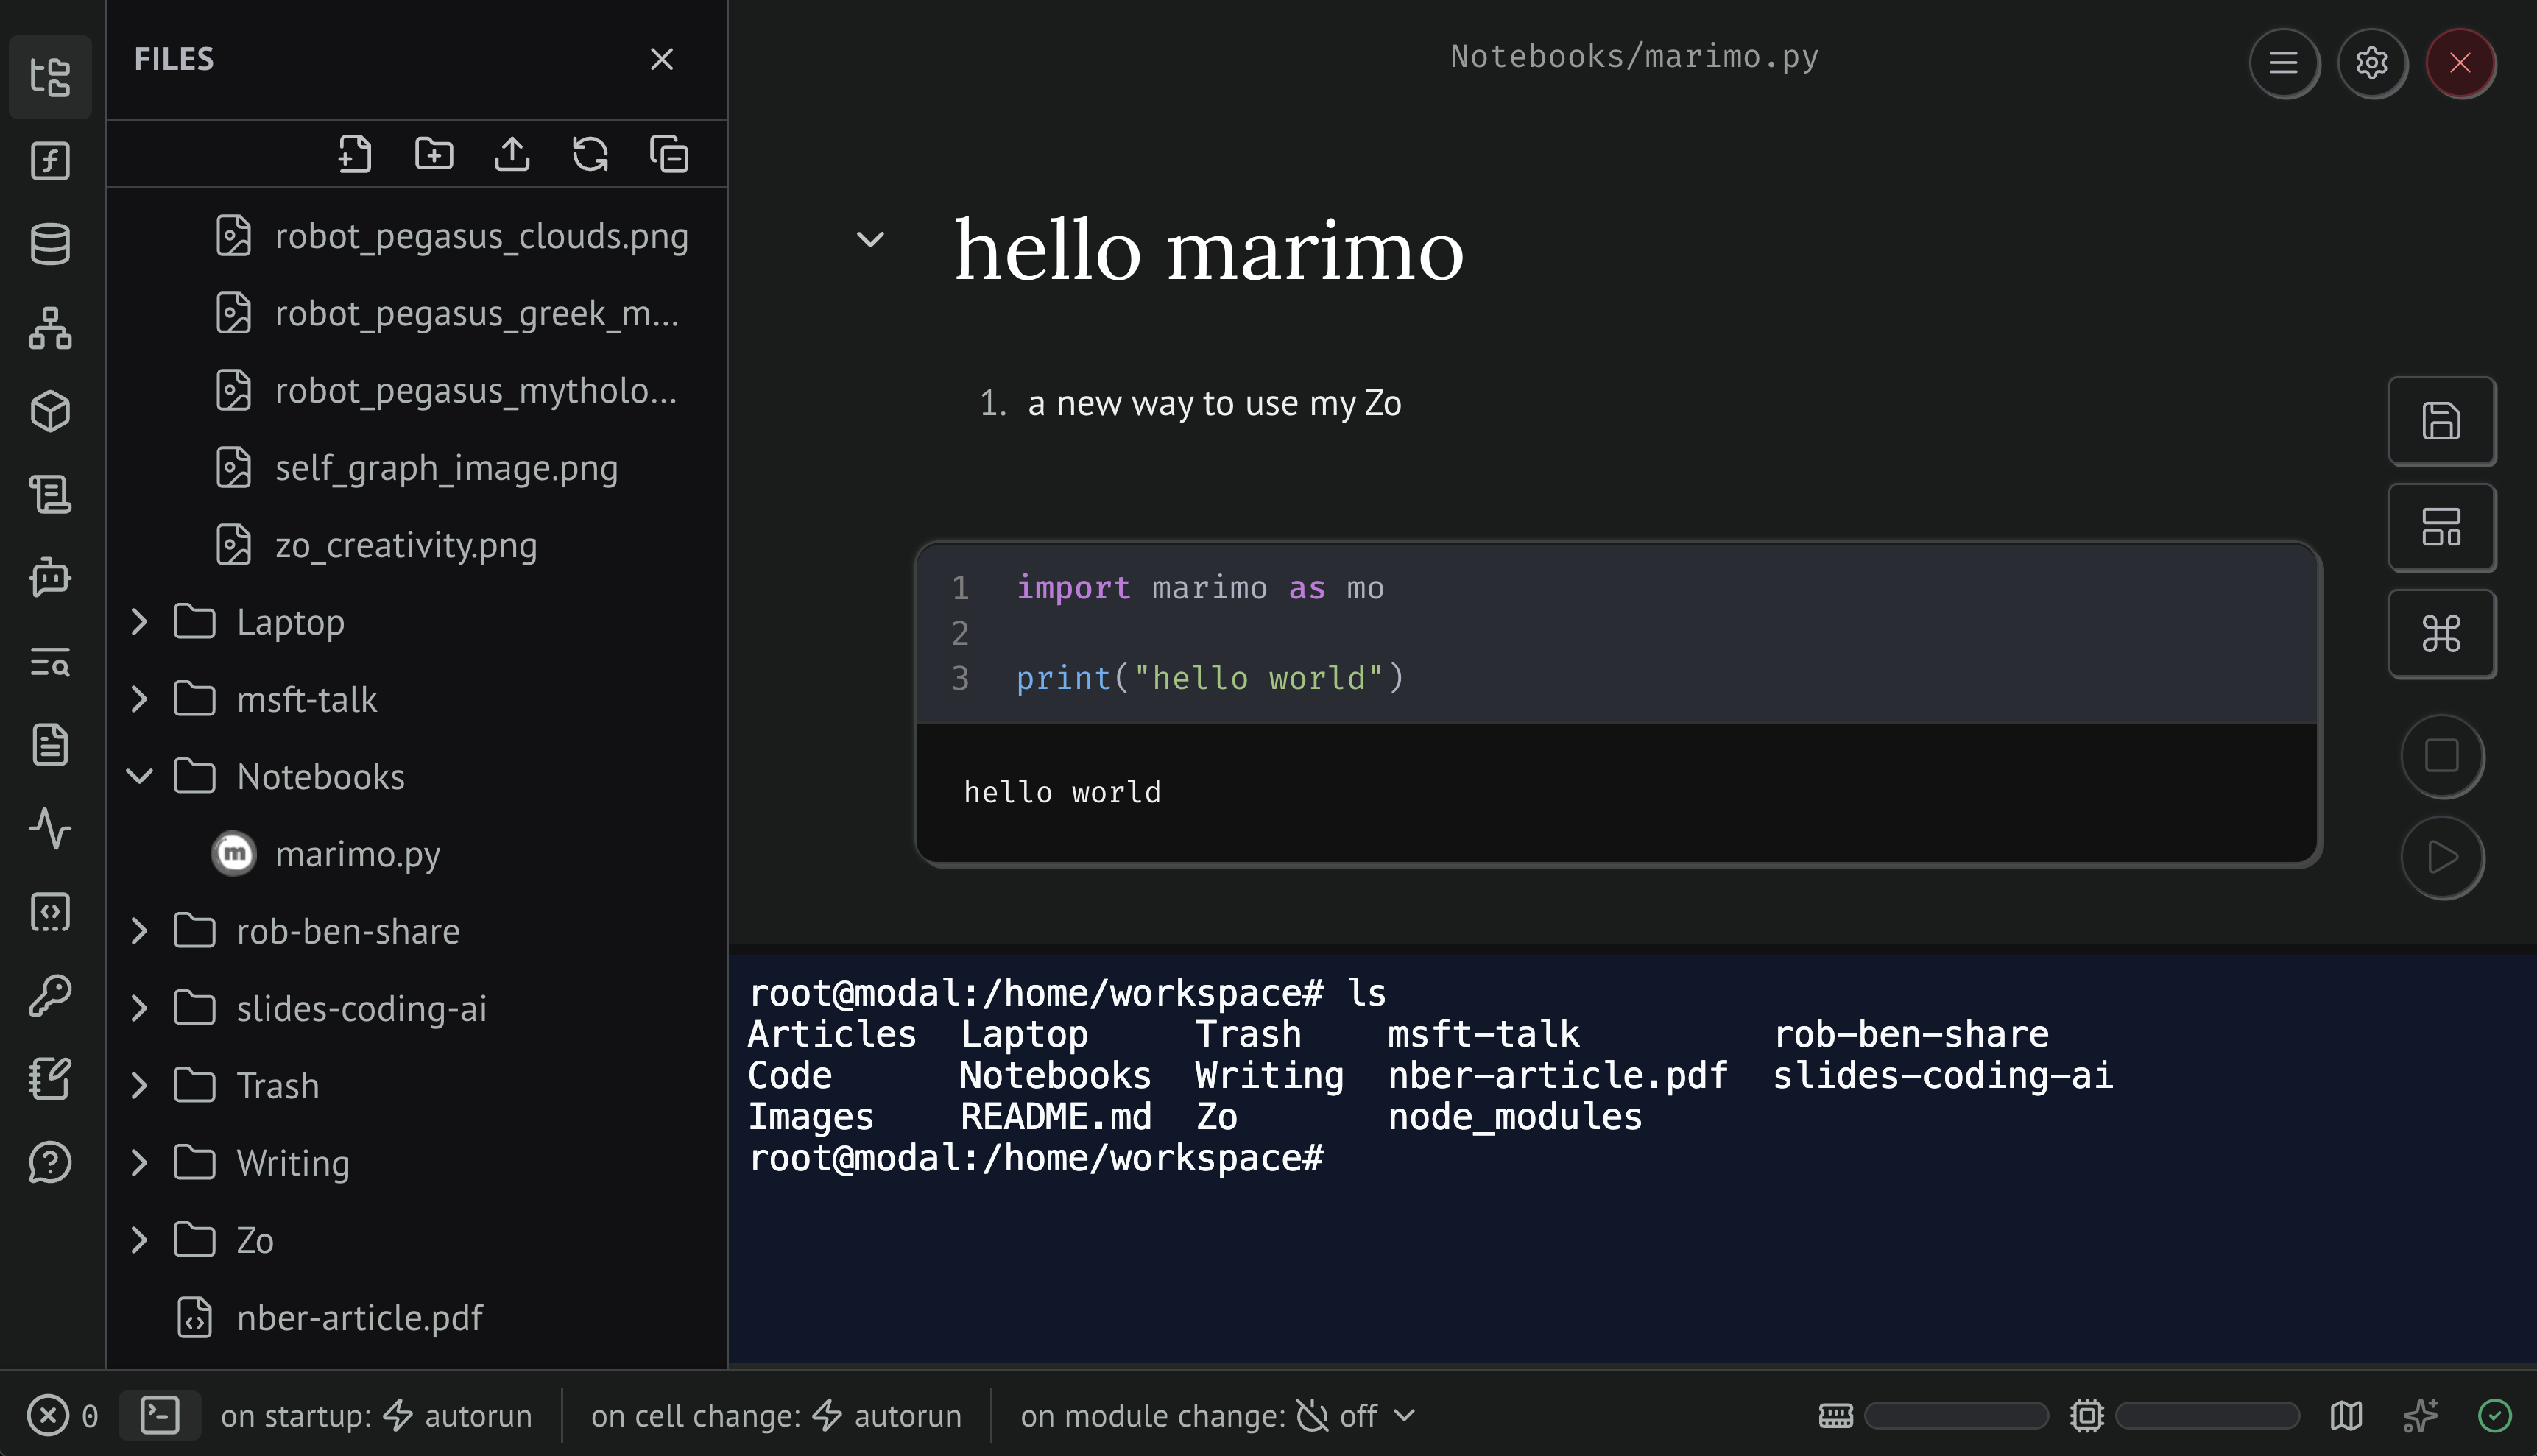 FILES
robot_pegasus_clouds.png
robot_pegasus_greek_m...
robot_pegasus_mytholo...
self_graph_image.png
zo_creativity.png
Laptop
msft-talk
Notebooks
marimo.py
rob-ben-share
slides-coding-ai
Trash
Writing
Zo
nber-article.pdf
Notebooks/marimo.py
hello marimo
1. a new way to use my Zo
1 import marimo as mo
2
3 print("hello world")
hello world
root@modal:/home/workspace# ls
Articles Laptop Trash msft-talk rob-ben-share
Code Notebooks Writing nber-article.pdf slides-coding-ai
Images README.md Zo node_modules
root@modal:/home/workspace#
0 on startup: autorun on cell change: autorun on module change: off